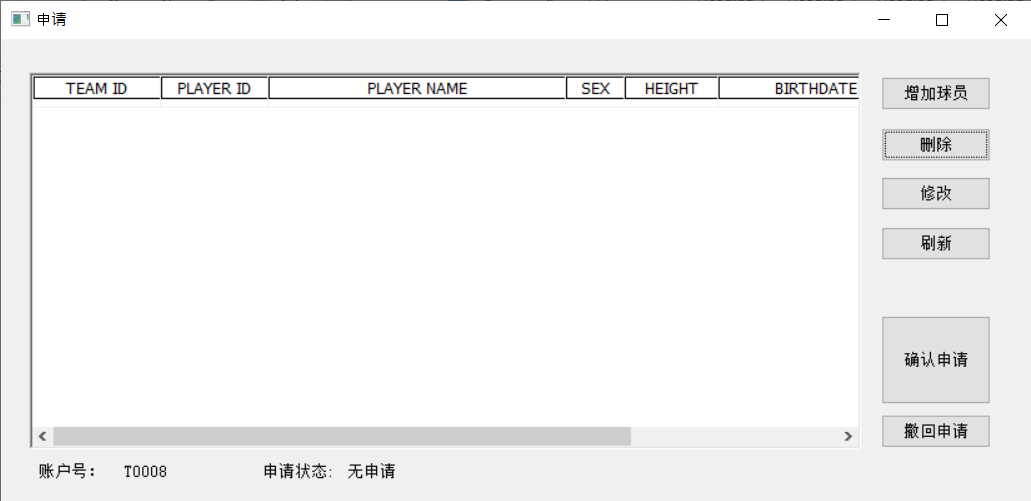 申请
TEAM ID PLAYER ID PLAYER NAME SEX HEIGHT BIRTHDATE
增加球员
删除
修改
刷新
确认申请
撤回申请
账户号： T0008 申请状态: 无申请